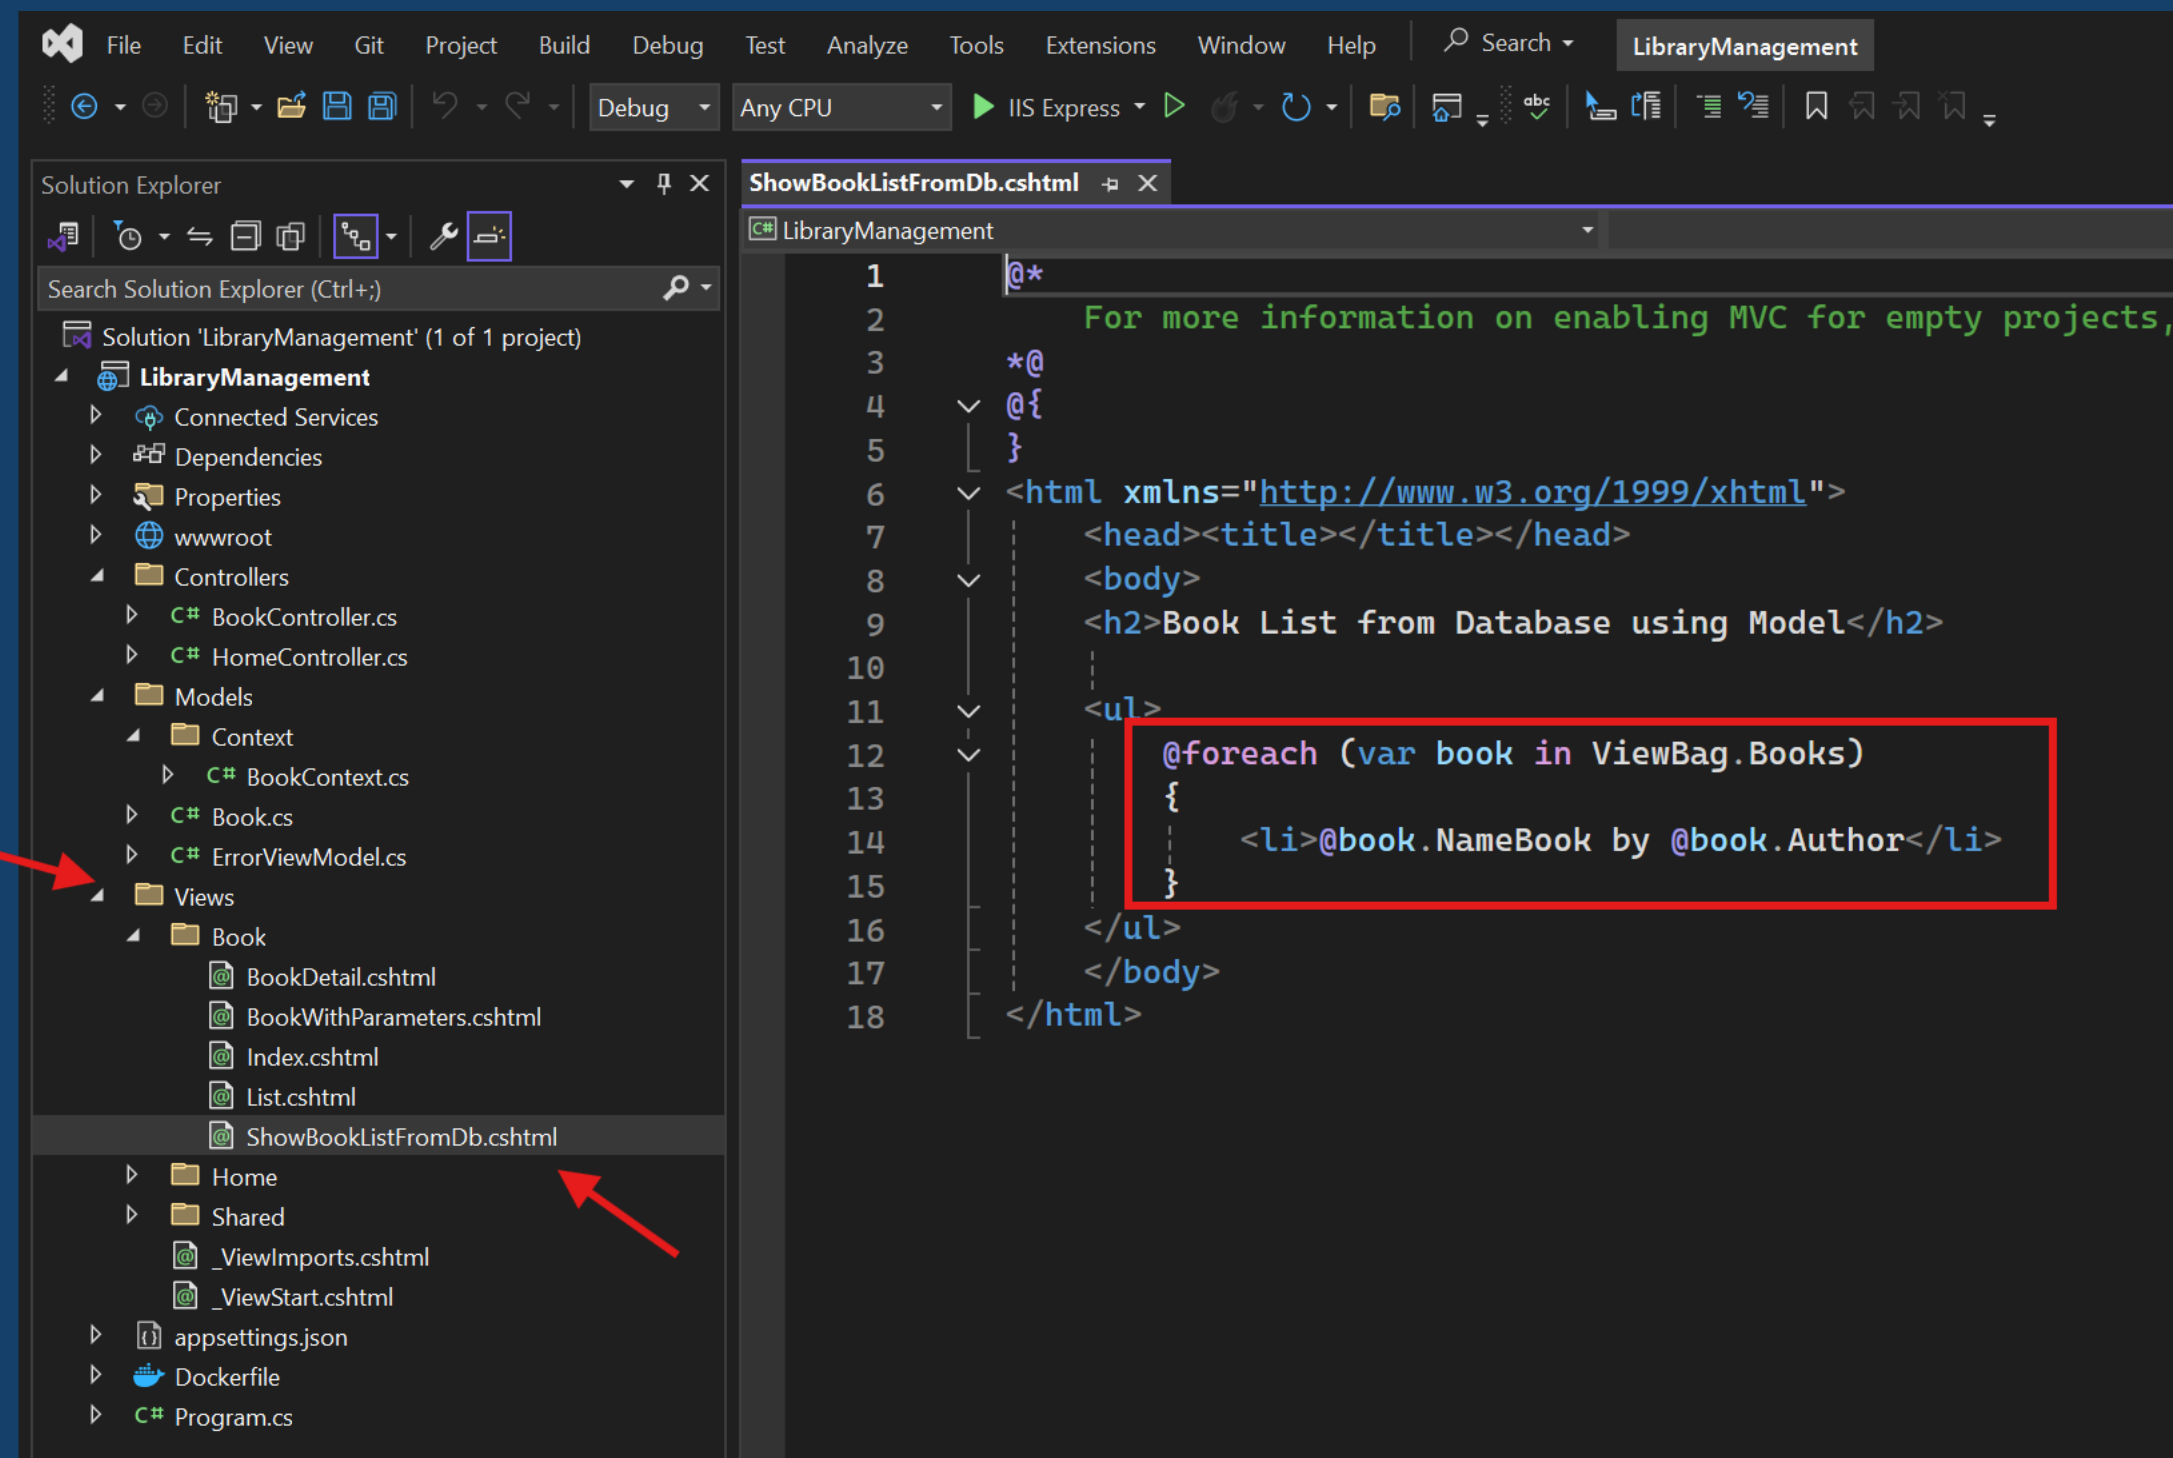 File Edit View Git Project Build Debug Test Analyze Tools Extensions Window Help Search LibraryManagement
Debug Any CPU IIS Express
Solution Explorer
Search Solution Explorer (Ctrl+;)
Solution 'LibraryManagement' (1 of 1 project)
LibraryManagement
Connected Services
Dependencies
Properties
wwwroot
Controllers
C# BookController.cs
C# HomeController.cs
Models
Context
C# BookContext.cs
C# Book.cs
C# ErrorViewModel.cs
Views
Book
BookDetail.cshtml
BookWithParameters.cshtml
Index.cshtml
List.cshtml
ShowBookListFromDb.cshtml
Home
Shared
_ViewImports.cshtml
_ViewStart.cshtml
appsettings.json
Dockerfile
C# Program.cs
ShowBookListFromDb.cshtml
C# LibraryManagement
1 @*
2 For more information on enabling MVC for empty projects,
3 *@
4 @{
5 }
6 <html xmlns="http://www.w3.org/1999/xhtml">
7 <head><title></title></head>
8 <body>
9 <h2>Book List from Database using Model</h2>
10
11 <ul>
12 @foreach (var book in ViewBag.Books)
13 {
14 <li>@book.NameBook by @book.Author</li>
15 }
16 </ul>
17 </body>
18 </html>